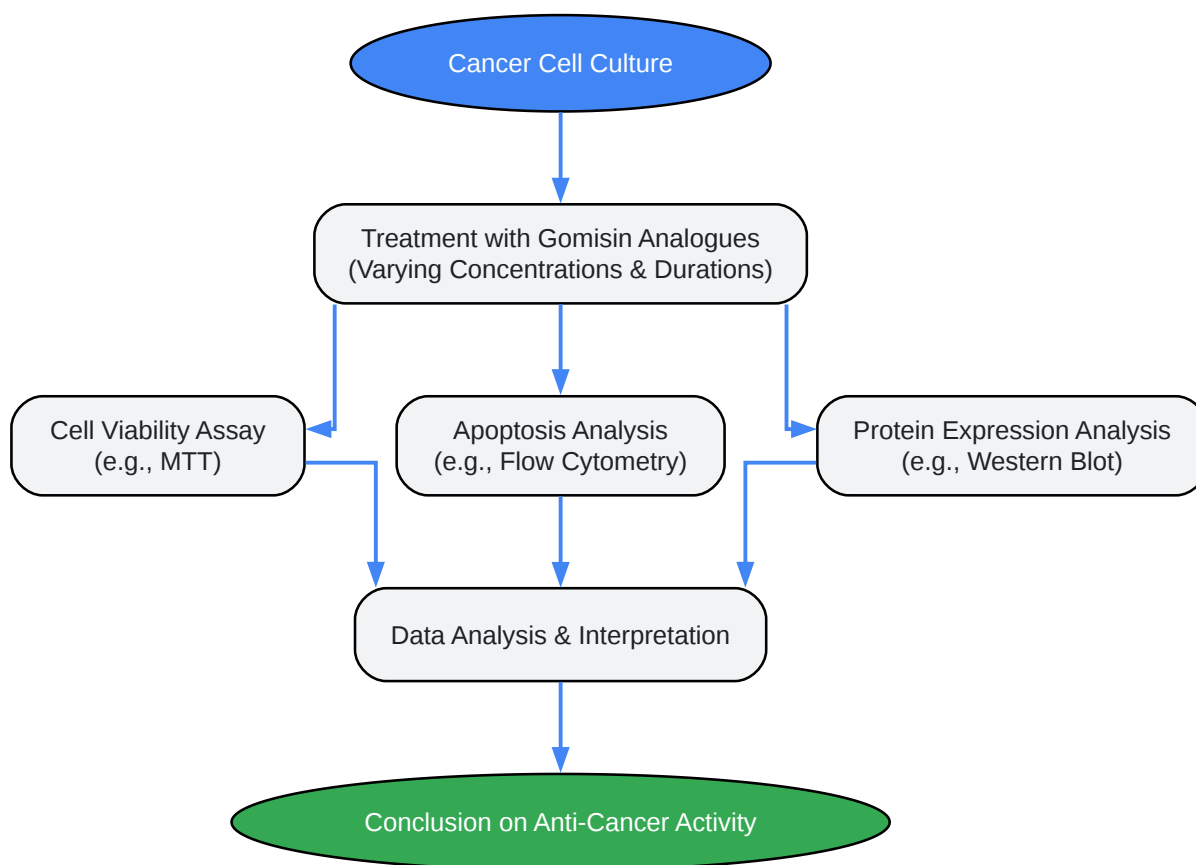 Cancer Cell Culture
Treatment with Gomisin Analogues
(Varying Concentrations & Durations)
Cell Viability Assay
(e.g., MTT)
Apoptosis Analysis
(e.g., Flow Cytometry)
Protein Expression Analysis
(e.g., Western Blot)
Data Analysis & Interpretation
Conclusion on Anti-Cancer Activity